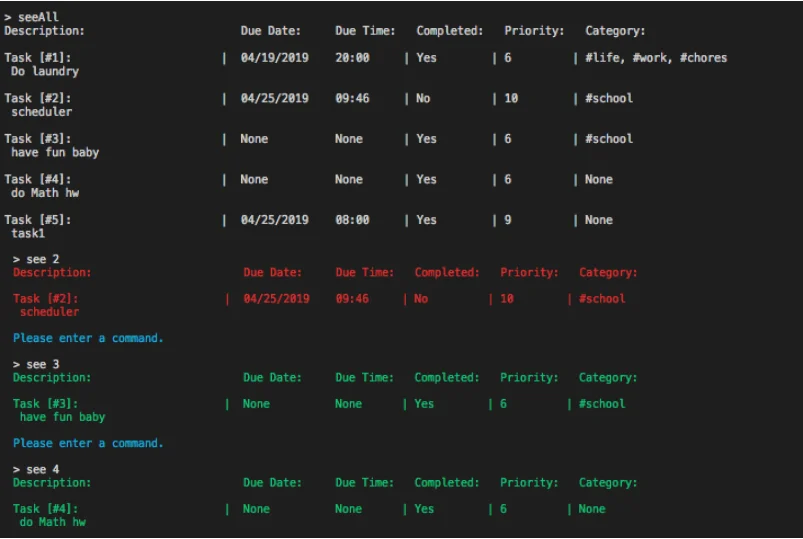 > seeAll
Description: Due Date: Due Time: Completed: Priority: Category:
Task [#1]: | 04/19/2019 20:00 | Yes | 6 | #life, #work, #chores
Do laundry
Task [#2]: | 04/25/2019 09:46 | No | 10 | #school
scheduler
Task [#3]: | None None | Yes | 6 | #school
have fun baby
Task [#4]: | None None | Yes | 6 | None
do Math hw
Task [#5]: | 04/25/2019 08:00 | Yes | 9 | None
task1
> see 2
Description: Due Date: Due Time: Completed: Priority: Category:
Task [#2]: | 04/25/2019 09:46 | No | 10 | #school
scheduler
Please enter a command.
> see 3
Description: Due Date: Due Time: Completed: Priority: Category:
Task [#3]: | None None | Yes | 6 | #school
have fun baby
Please enter a command.
> see 4
Description: Due Date: Due Time: Completed: Priority: Category:
Task [#4]: | None None | Yes | 6 | None
do Math hw